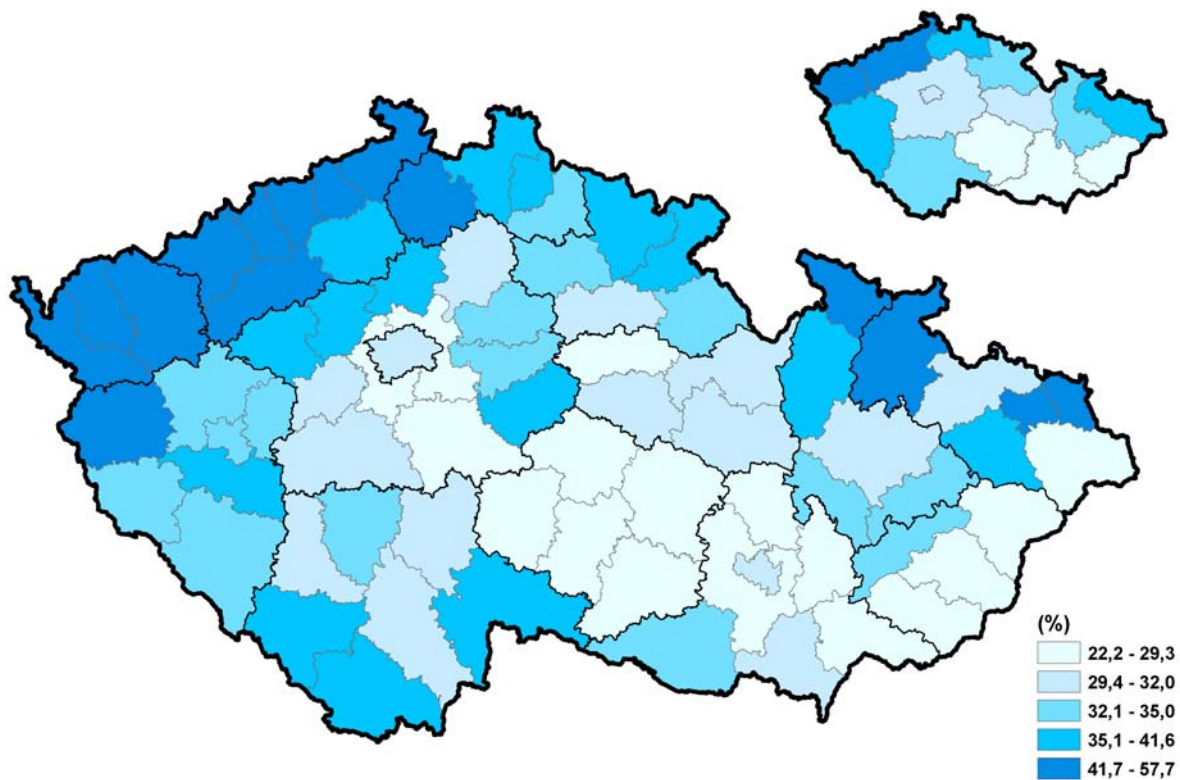 (%)
22,2 - 29,3
29,4 - 32,0
32,1 - 35,0
35,1 - 41,6
41,7 - 57,7